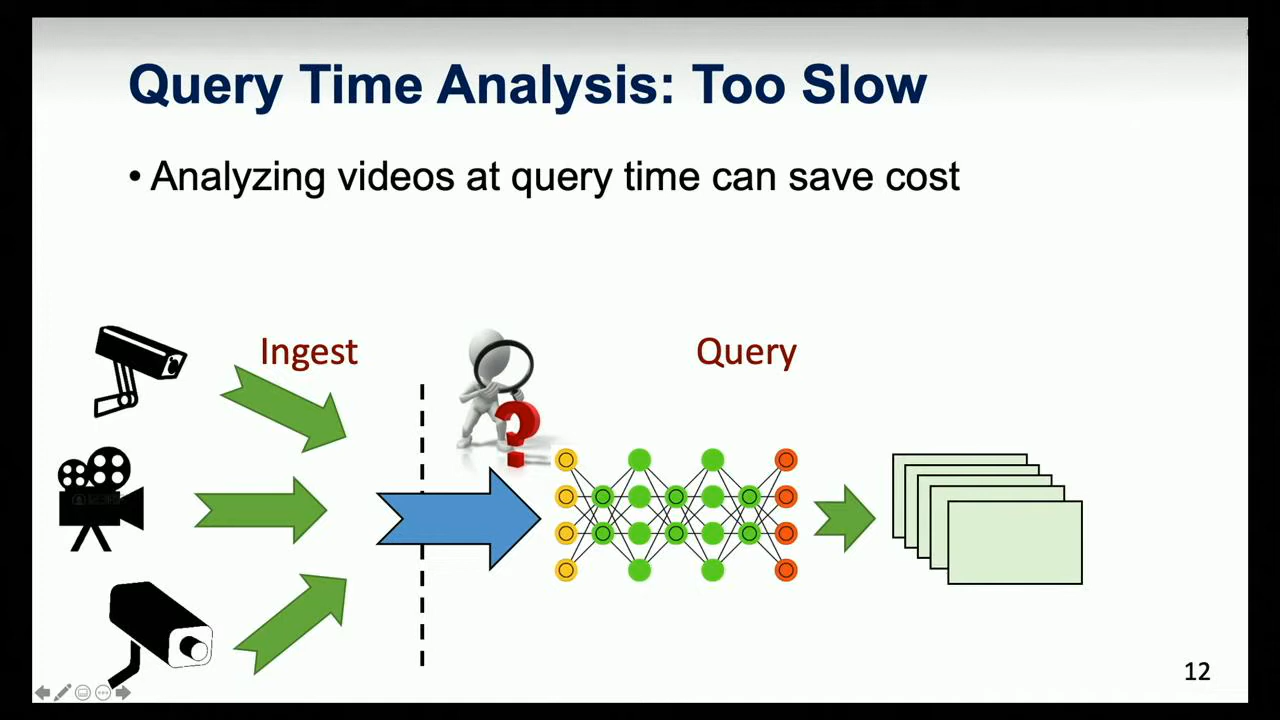 Query Time Analysis: Too Slow
• Analyzing videos at query time can save cost
Ingest
Query
?
12